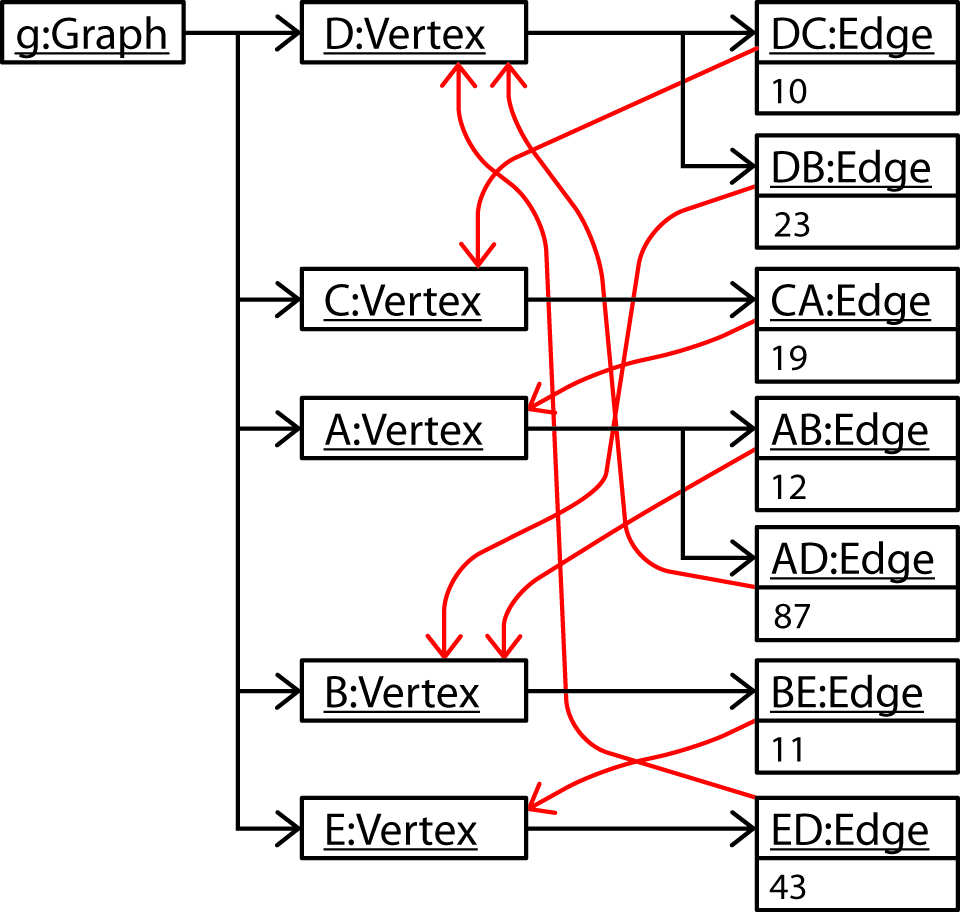 g:Graph
D:Vertex
DC:Edge
10
DB:Edge
23
C:Vertex
CA:Edge
19
A:Vertex
AB:Edge
12
AD:Edge
87
B:Vertex
BE:Edge
11
E:Vertex
ED:Edge
43